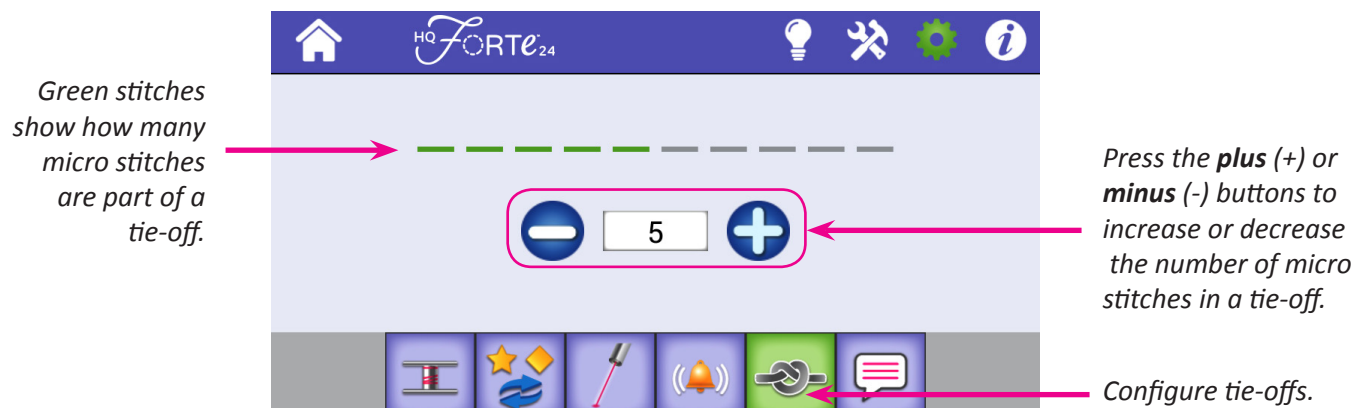 HQ FORTE 24
Green stitches
show how many
micro stitches
are part of a
tie-off.
5
Press the plus (+) or
minus (-) buttons to
increase or decrease
the number of micro
stitches in a tie-off.
Configure tie-offs.